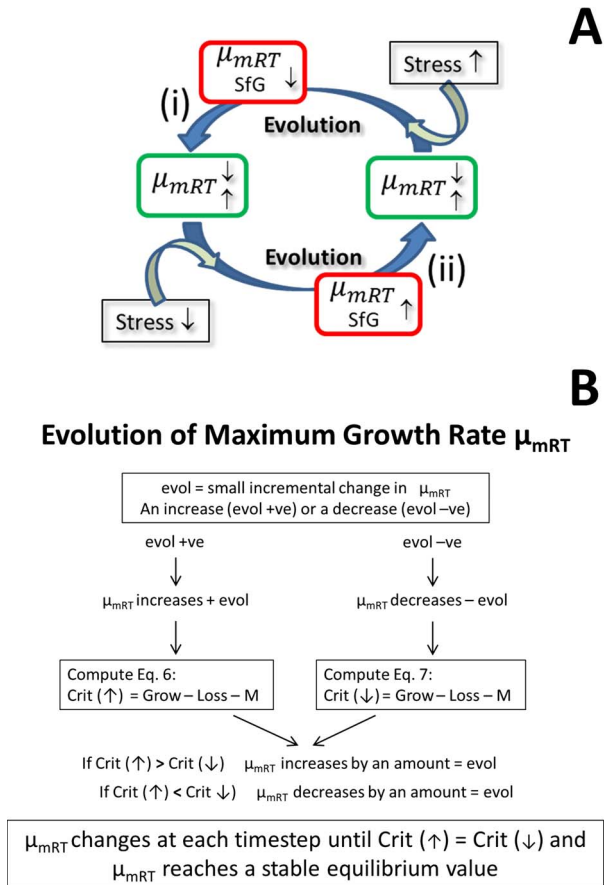 A
μmRT ↓
SfG
Stress ↑
(i)
Evolution
μmRT ↓ ↑
μmRT ↓ ↑
Evolution
(ii)
μmRT ↑
SfG
Stress ↓
B
Evolution of Maximum Growth Rate μmRT
evol = small incremental change in μmRT
An increase (evol +ve) or a decrease (evol –ve)
evol +ve
evol –ve
μmRT increases + evol
μmRT decreases – evol
Compute Eq. 6:
Crit (↑) = Grow – Loss – M
Compute Eq. 7:
Crit (↓) = Grow – Loss – M
If Crit (↑) > Crit (↓) μmRT increases by an amount = evol
If Crit (↑) < Crit ↓) μmRT decreases by an amount = evol
μmRT changes at each timestep until Crit (↑) = Crit (↓) and
μmRT reaches a stable equilibrium value